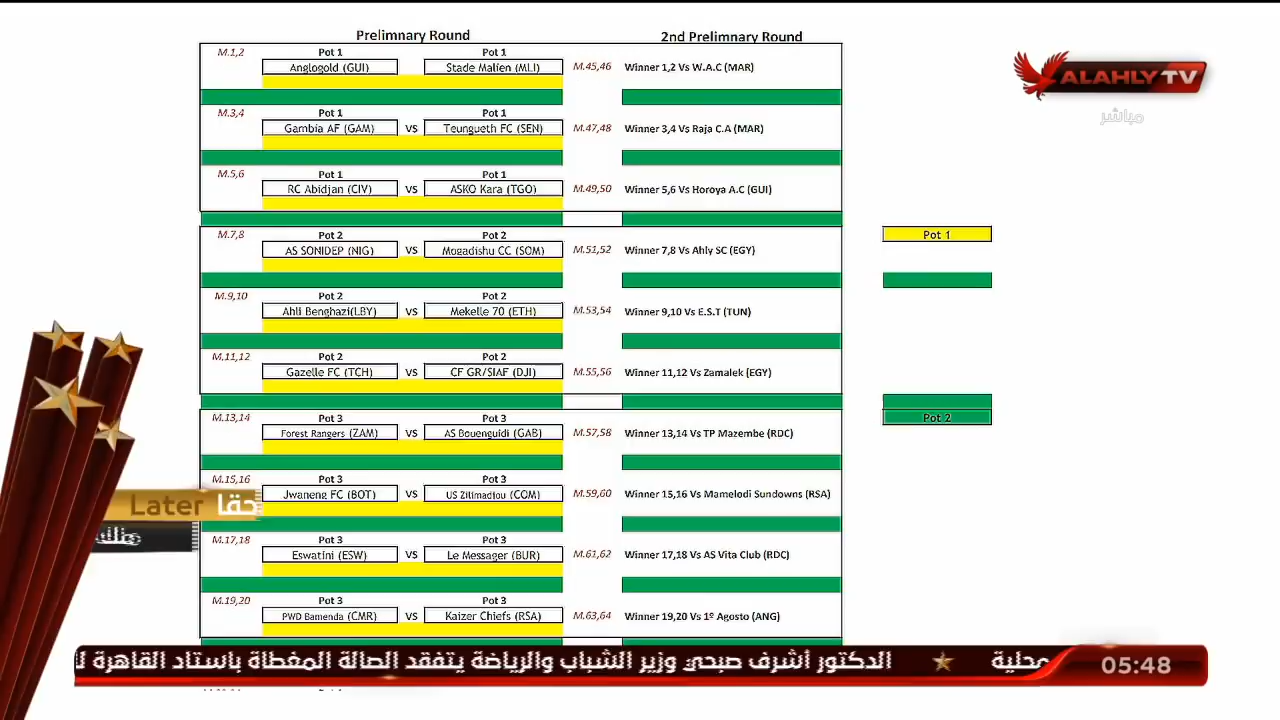 Prelimnary Round 2nd Prelimnary Round
M.1,2 Pot 1 Pot 1
Anglogold (GUI) Stade Malien (MLI) M.45,46 Winner 1,2 Vs W.A.C (MAR)
ALAHLY TV
مباشر
M.3,4 Pot 1 Pot 1
Gambia AF (GAM) VS Teungueth FC (SEN) M.47,48 Winner 3,4 Vs Raja C.A (MAR)
M.5,6 Pot 1 Pot 1
RC Abidjan (CIV) VS ASKO Kara (TGO) M.49,50 Winner 5,6 Vs Horoya A.C (GUI)
M.7,8 Pot 2 Pot 2 Pot 1
AS SONIDEP (NIG) VS Mogadishu CC (SOM) M.51,52 Winner 7,8 Vs Ahly SC (EGY)
M.9,10 Pot 2 Pot 2
Ahli Benghazi(LBY) VS Mekelle 70 (ETH) M.53,54 Winner 9,10 Vs E.S.T (TUN)
M.11,12 Pot 2 Pot 2
Gazelle FC (TCH) VS CF GR/SIAF (DJI) M.55,56 Winner 11,12 Vs Zamalek (EGY)
M.13,14 Pot 3 Pot 3 Pot 2
Forest Rangers (ZAM) VS AS Bouenguidi (GAB) M.57,58 Winner 13,14 Vs TP Mazembe (RDC)
M.15,16 Pot 3 Pot 3
Jwaneng FC (BOT) VS US Zilimadjou (COM) M.59,60 Winner 15,16 Vs Mamelodi Sundowns (RSA)
Later
M.17,18 Pot 3 Pot 3
Eswatini (ESW) VS Le Messager (BUR) M.61,62 Winner 17,18 Vs AS Vita Club (RDC)
M.19,20 Pot 3 Pot 3
PWD Bamenda (CMR) VS Kaizer Chiefs (RSA) M.63,64 Winner 19,20 Vs 1º Agosto (ANG)
محلية ★ الدكتور أشرف صبحي وزير الشباب والرياضة يتفقد الصالة المغطاة باستاد القاهرة
05:48